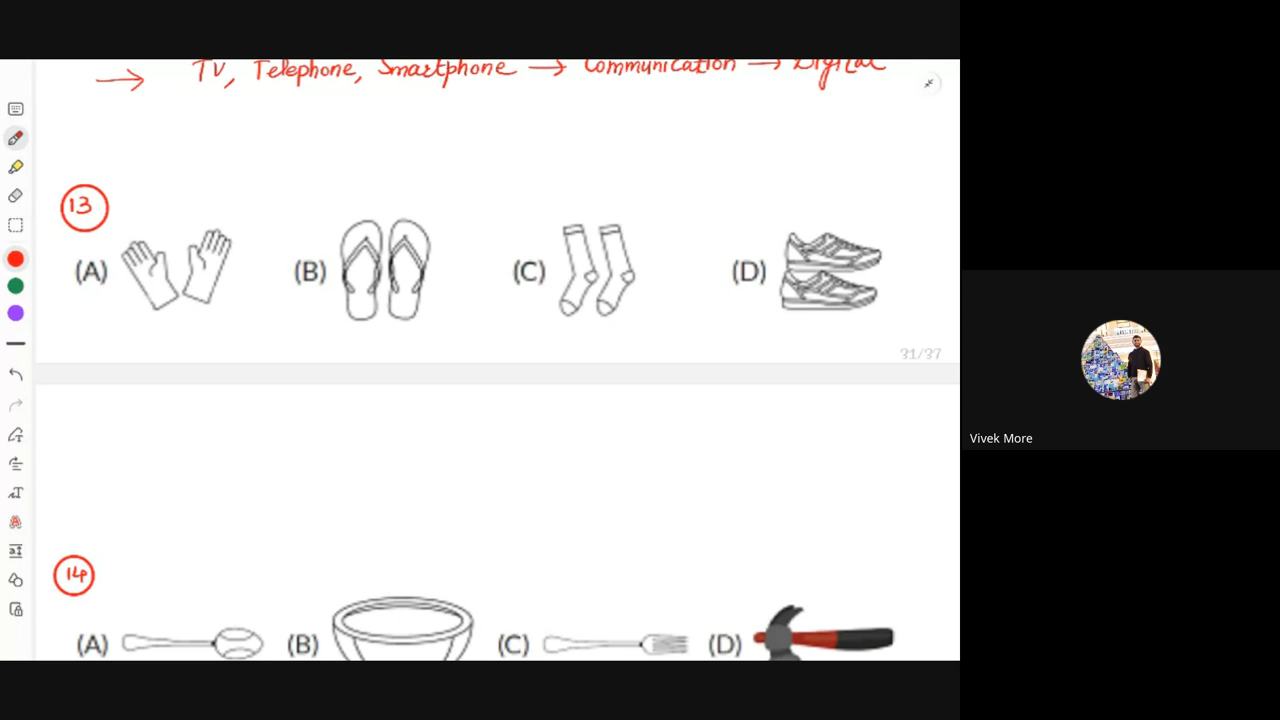 → TV, Telephone, Smartphone → Communication → Digital
13
(A) (B) (C) (D)
31/37
14
(A) (B) (C) (D)
Vivek More